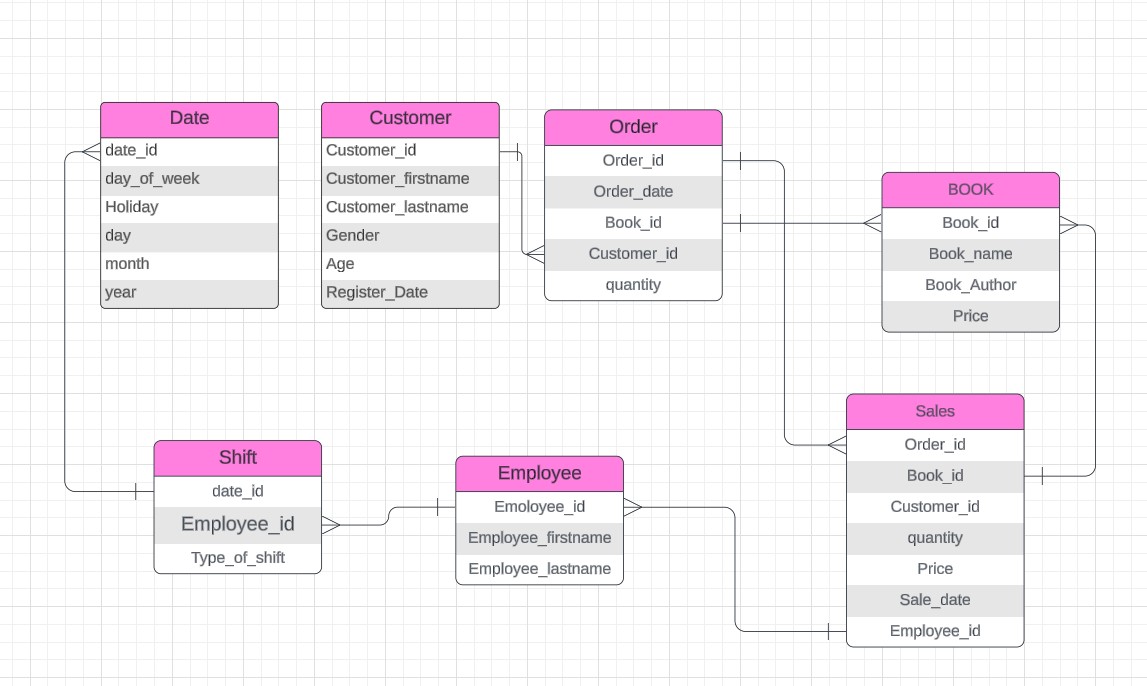 Date
date_id
day_of_week
Holiday
day
month
year
Customer
Customer_id
Customer_firstname
Customer_lastname
Gender
Age
Register_Date
Order
Order_id
Order_date
Book_id
Customer_id
quantity
BOOK
Book_id
Book_name
Book_Author
Price
Shift
date_id
Employee_id
Type_of_shift
Employee
Emoloyee_id
Employee_firstname
Employee_lastname
Sales
Order_id
Book_id
Customer_id
quantity
Price
Sale_date
Employee_id